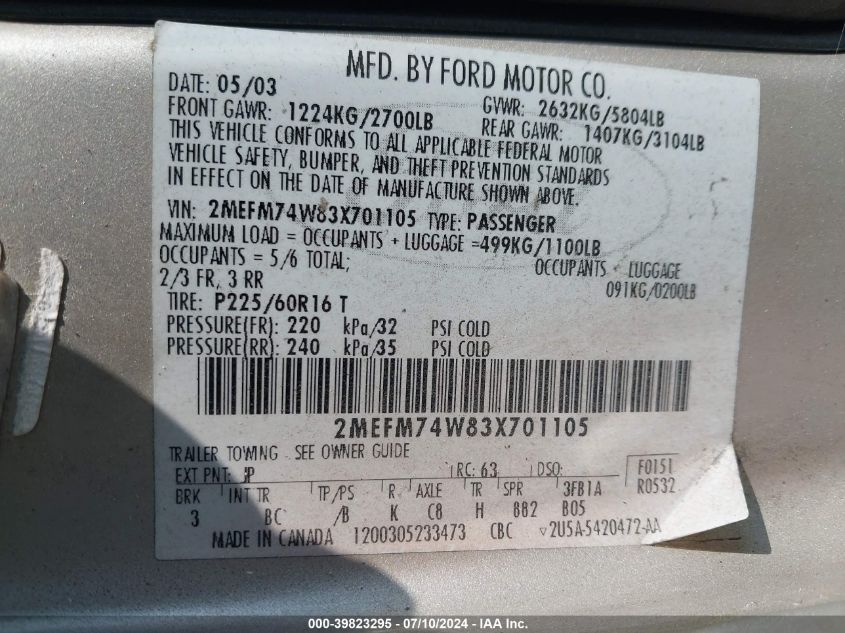 MFD. BY FORD MOTOR CO.
DATE: 05/03 GVWR: 2632KG/5804LB
FRONT GAWR: 1224KG/2700LB REAR GAWR: 1407KG/3104LB
THIS VEHICLE CONFORMS TO ALL APPLICABLE FEDERAL MOTOR
VEHICLE SAFETY, BUMPER, AND THEFT PREVENTION STANDARDS
IN EFFECT ON THE DATE OF MANUFACTURE SHOWN ABOVE.
VIN: 2MEFM74W83X701105 TYPE: PASSENGER
MAXIMUM LOAD = OCCUPANTS + LUGGAGE =499KG/1100LB
OCCUPANTS = 5/6 TOTAL; OCCUPANTS LUGGAGE
2/3 FR, 3 RR 091KG/0200LB
TIRE: P225/60R16 T
PRESSURE(FR): 220 kPa/32 PSI COLD
PRESSURE(RR): 240 kPa/35 PSI COLD
2MEFM74W83X701105
TRAILER TOWING SEE OWNER GUIDE
EXT PNT: JP RC: 63 DSO: F0151
BRK INT TR TP/PS R AXLE TR SPR 3FB1A R0532
3 BC /B K C8 H 882 B05
MADE IN CANADA 1200305233473 CBC 2U5A-5420472-AA
000-39823295 - 07/10/2024 - IAA Inc.